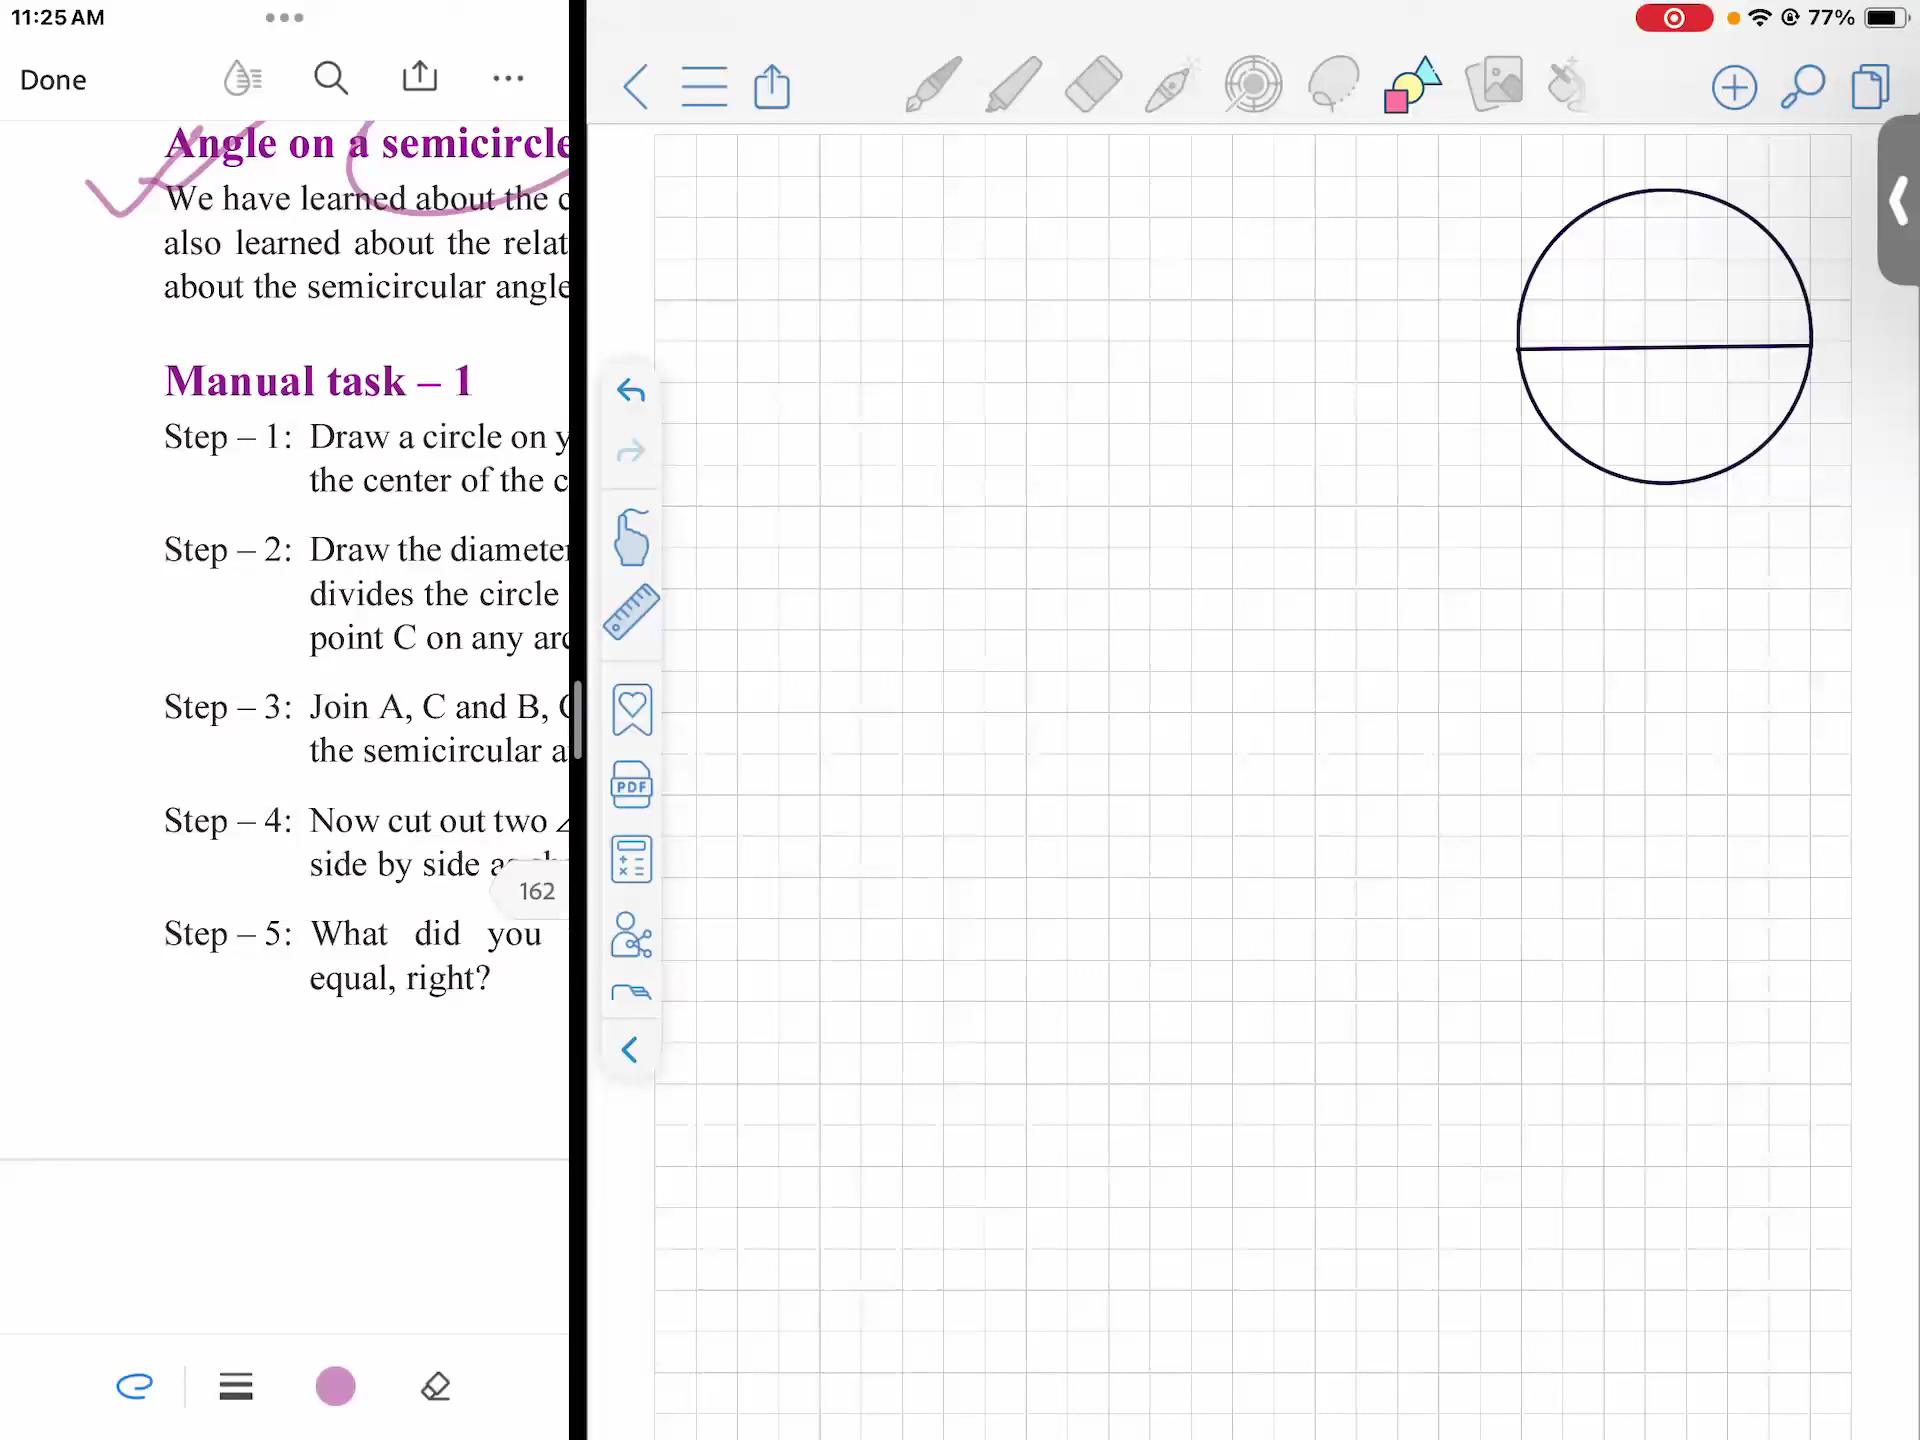 11:25 AM
77%
Done
Angle on a semicircle
We have learned about the
also learned about the
about the semicircular angle
Manual task – 1
Step – 1: Draw a circle on
the center of the
Step – 2: Draw the diameter
divides the circle
point C on any
Step – 3: Join A, C and B,
the semicircular
Step – 4: Now cut out two
side by side
162
Step – 5: What did you
equal, right?
PDF